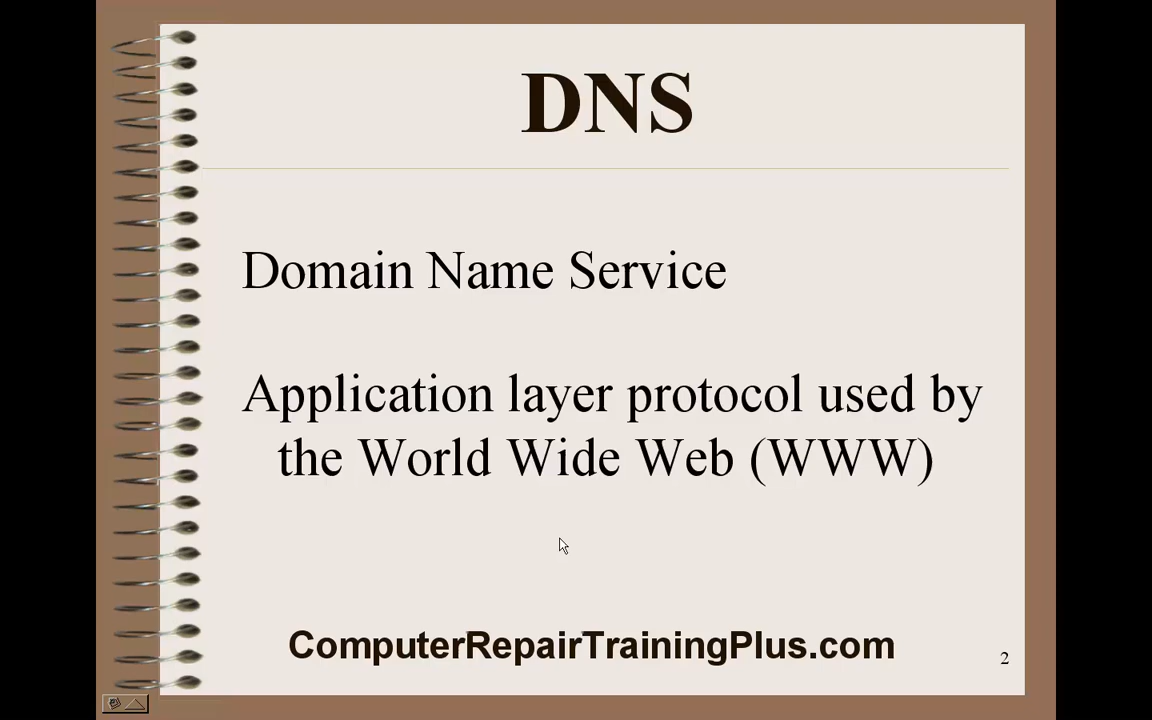 DNS
Domain Name Service
Application layer protocol used by
the World Wide Web (WWW)
ComputerRepairTrainingPlus.com
2